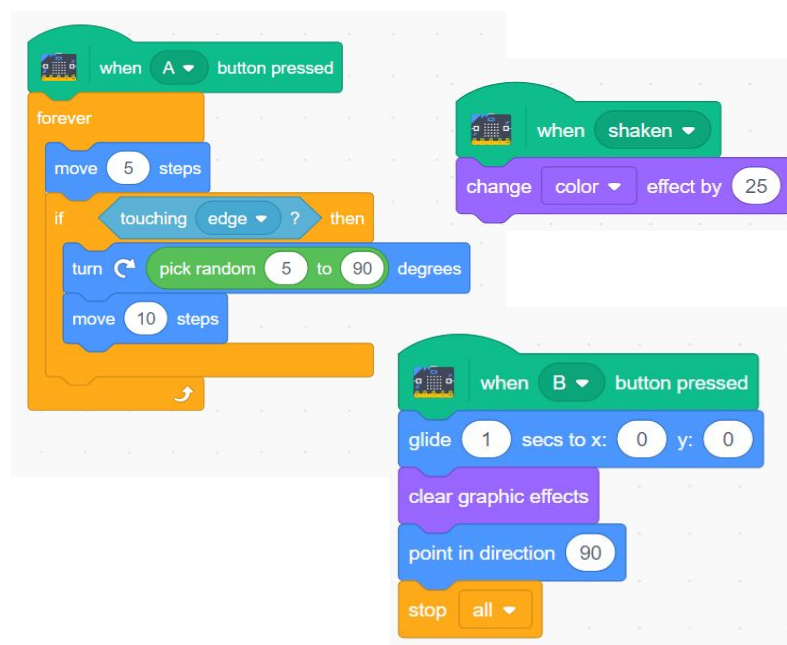 when A button pressed
forever
move 5 steps
if touching edge ? then
turn pick random 5 to 90 degrees
move 10 steps
when shaken
change color effect by 25
when B button pressed
glide 1 secs to x: 0 y: 0
clear graphic effects
point in direction 90
stop all